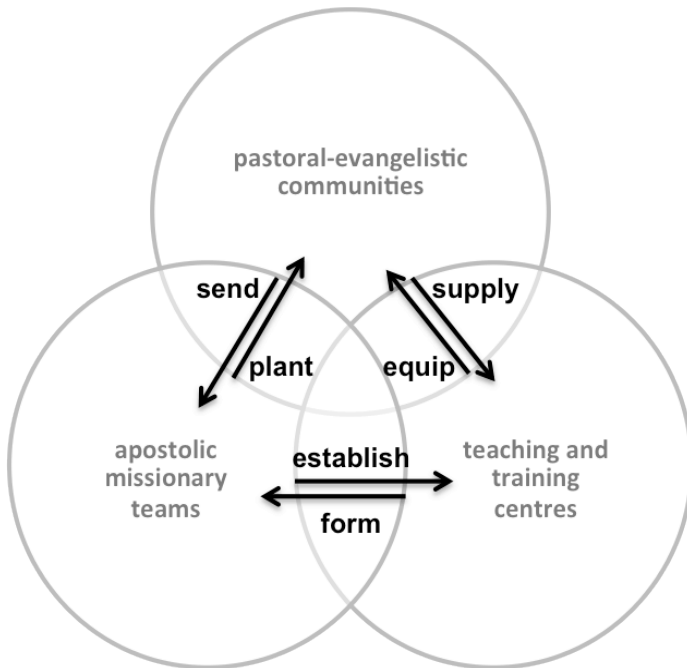 pastoral-evangelistic
communities
send
supply
plant
equip
apostolic
missionary
teams
establish
form
teaching and
training
centres